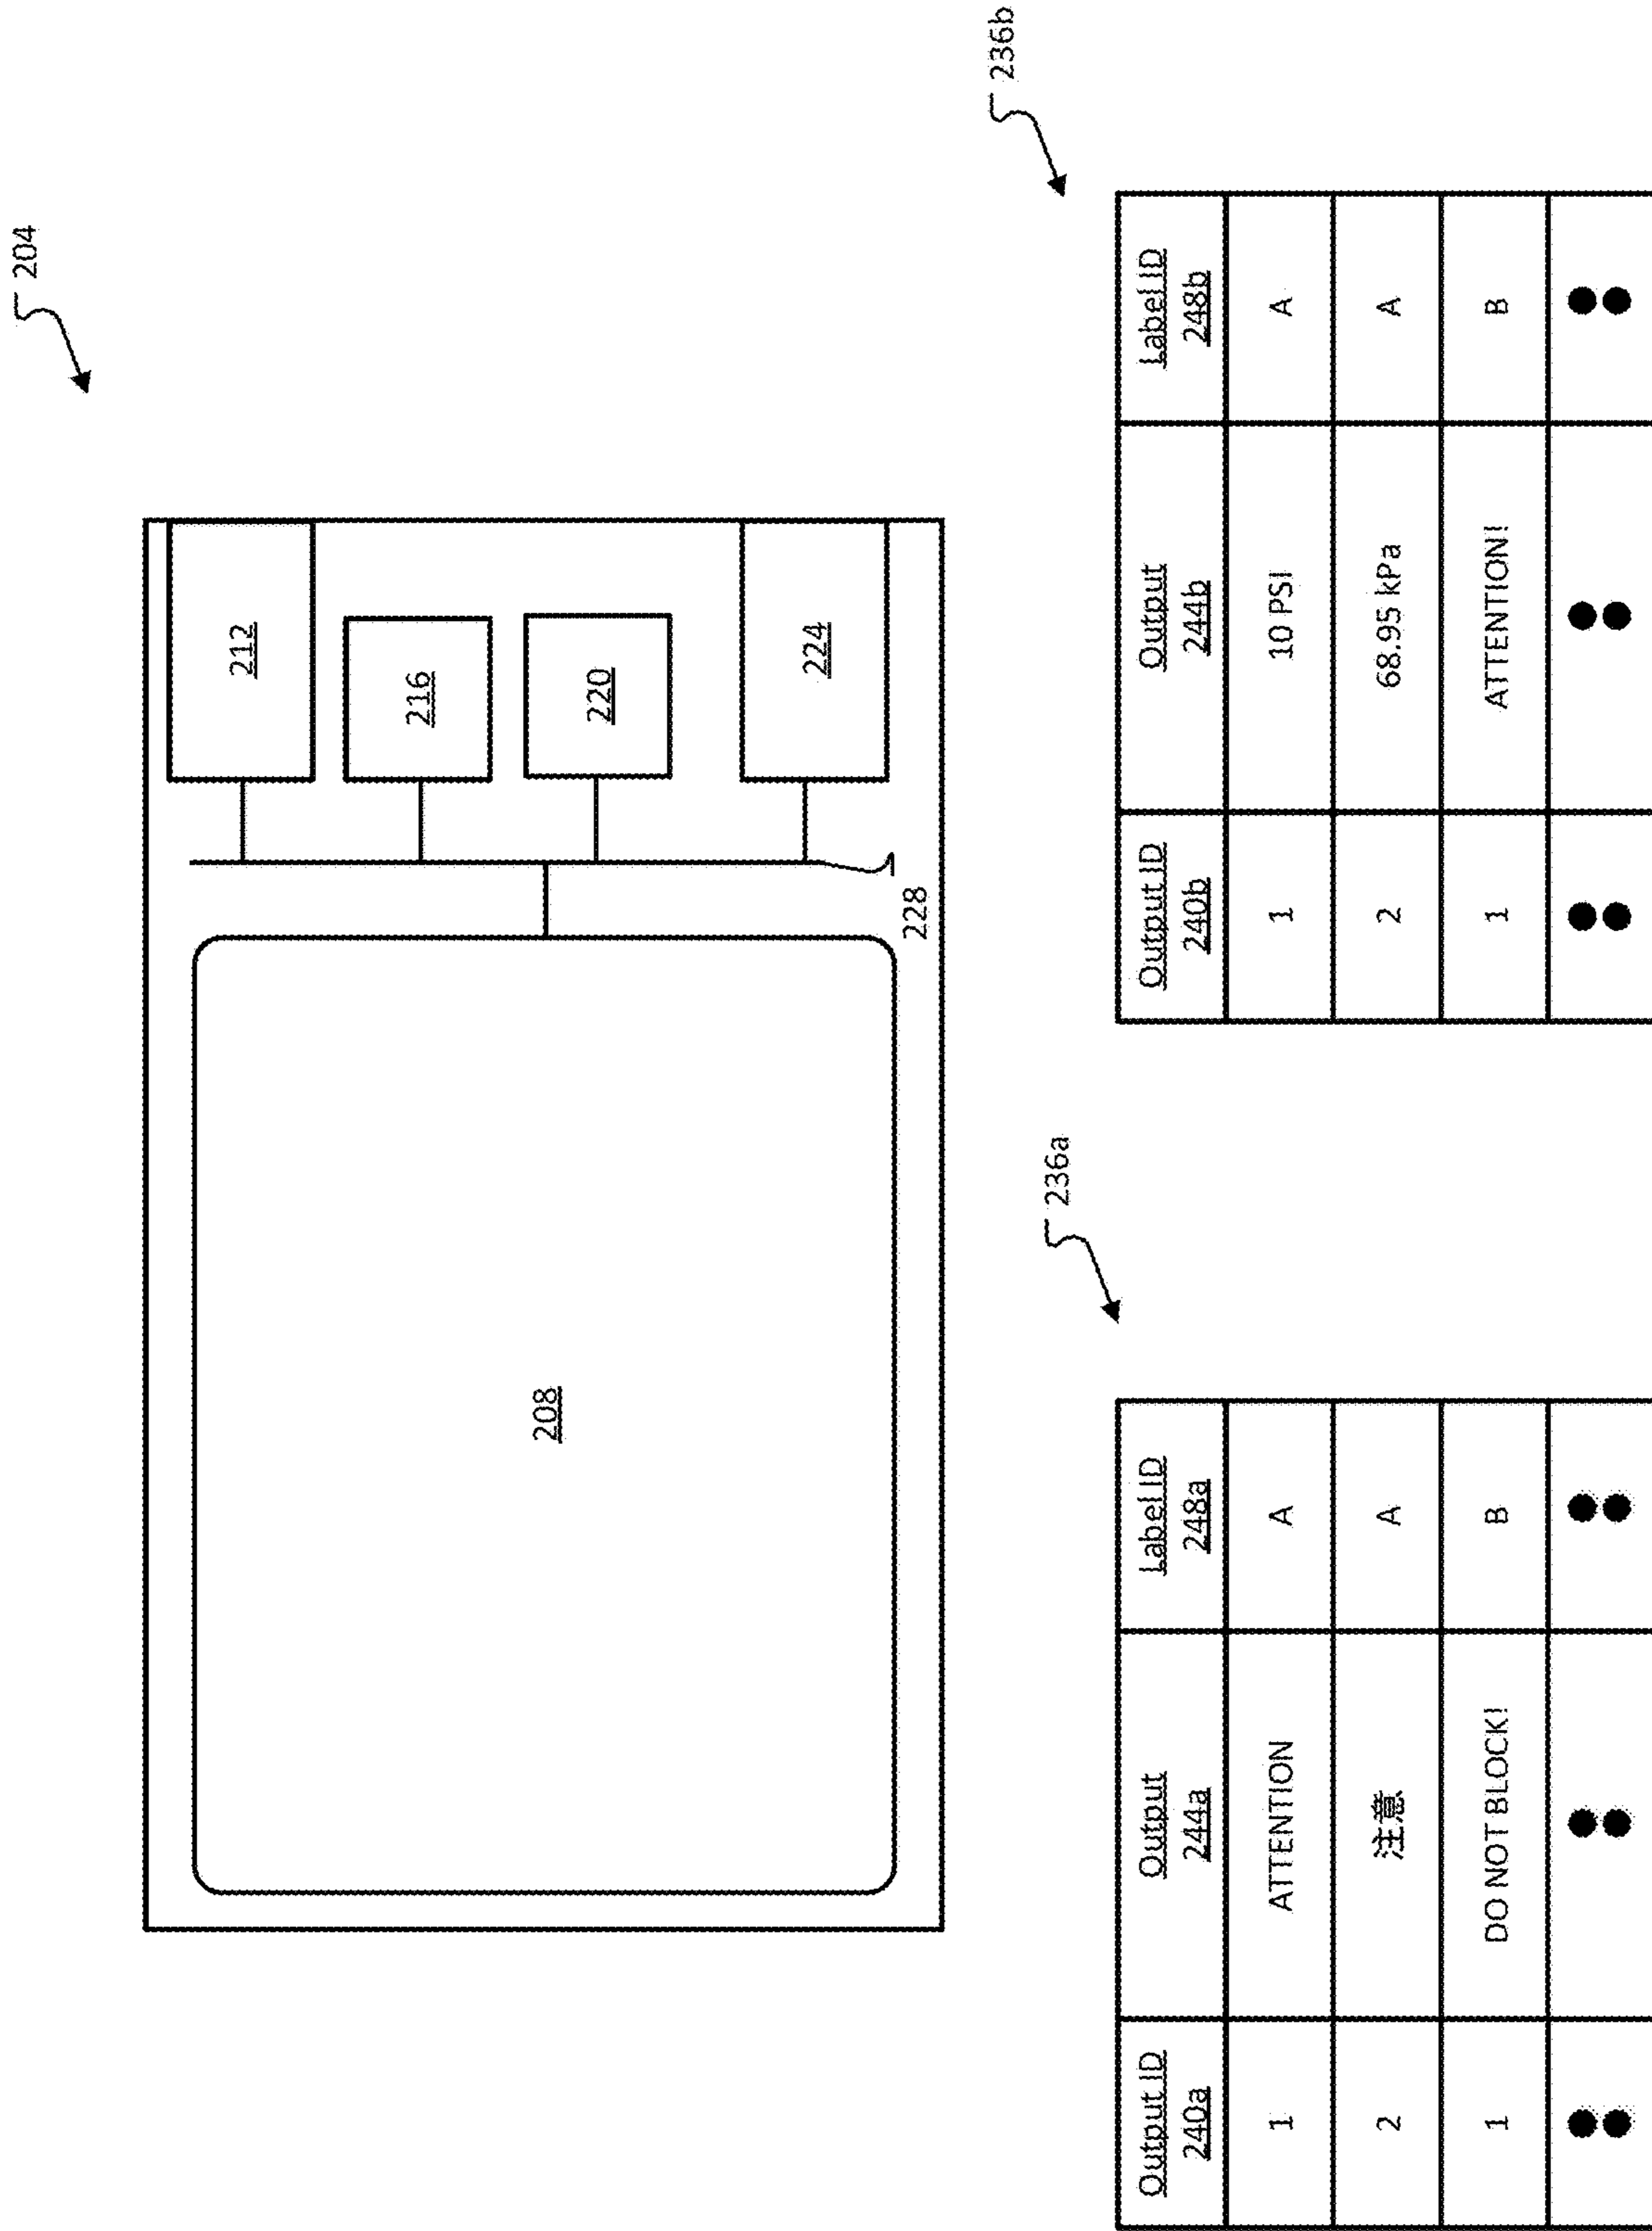 204
212
216
220
224
228
208
236a
Output ID Output Label ID
240a 244a 248a
1 ATTENTION A
2 注意 A
1 DO NOT BLOCK! B
236b
Output ID Output Label ID
240b 244b 248b
1 10 PSI A
2 68.95 kPa A
1 ATTENTION! B